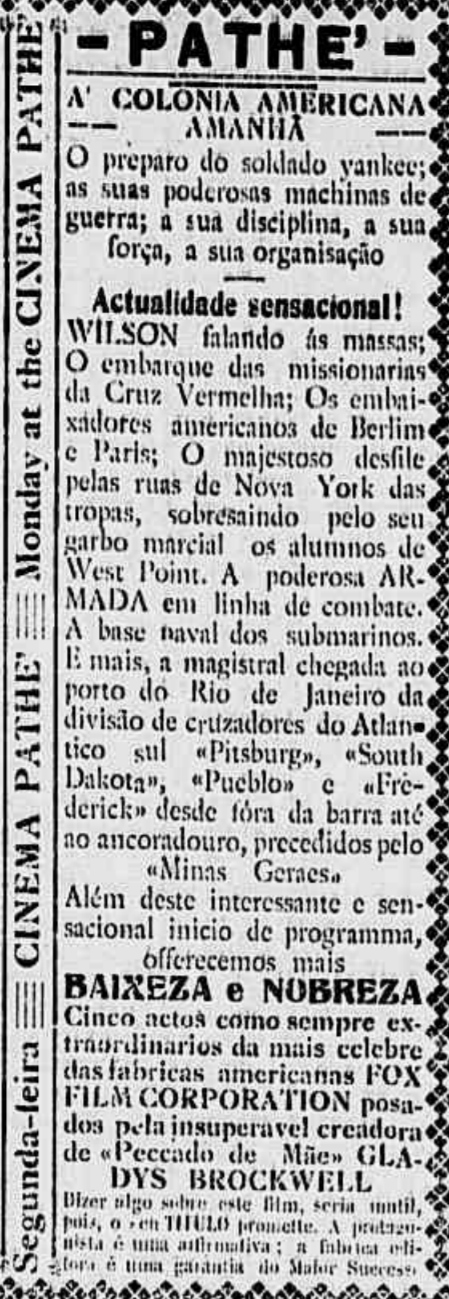 - PATHE' -
A' COLONIA AMERICANA
-- AMANHÃ --
O preparo do soldado yankee;
as suas poderosas machinas de
guerra; a sua disciplina, a sua
força, a sua organisação
Actualidade sensacional!
WILSON falando ás massas;
O embarque das missionarias
da Cruz Vermelha; Os embai-
xadores americanos de Berlim
e Paris; O majestoso desfile
pelas ruas de Nova York das
tropas, sobresaindo pelo seu
garbo marcial os alumnos de
West Point. A poderosa AR-
MADA em linha de combate.
A base naval dos submarinos.
E mais, a magistral chegada ao
porto do Rio de Janeiro da
divisão de cruzadores do Atlan-
tico sul «Pitsburg», «South
Dakota», «Pueblo» e «Fre-
derick» desde fóra da barra até
ao ancoradouro, precedidos pelo
«Minas Geraes»
Além deste interessante e sen-
sacional inicio de programma,
offerecemos mais
BAIXEZA e NOBREZA
Cinco actos como sempre ex-
traordinarios da mais celebre
das fabricas americanas FOX
FILM CORPORATION posa-
dos pela insuperavel creadora
de «Peccado de Mãe» GLA-
DYS BROCKWELL
Dizer algo sobre este film, seria inutil,
pois, o seu TITULO promette. A protago-
nista é uma affirmativa; a fabrica edi-
tora é uma garantia do Maior Successo
Segunda-feira ||||| CINEMA PATHE' ||||| Monday at the CINEMA PATHE